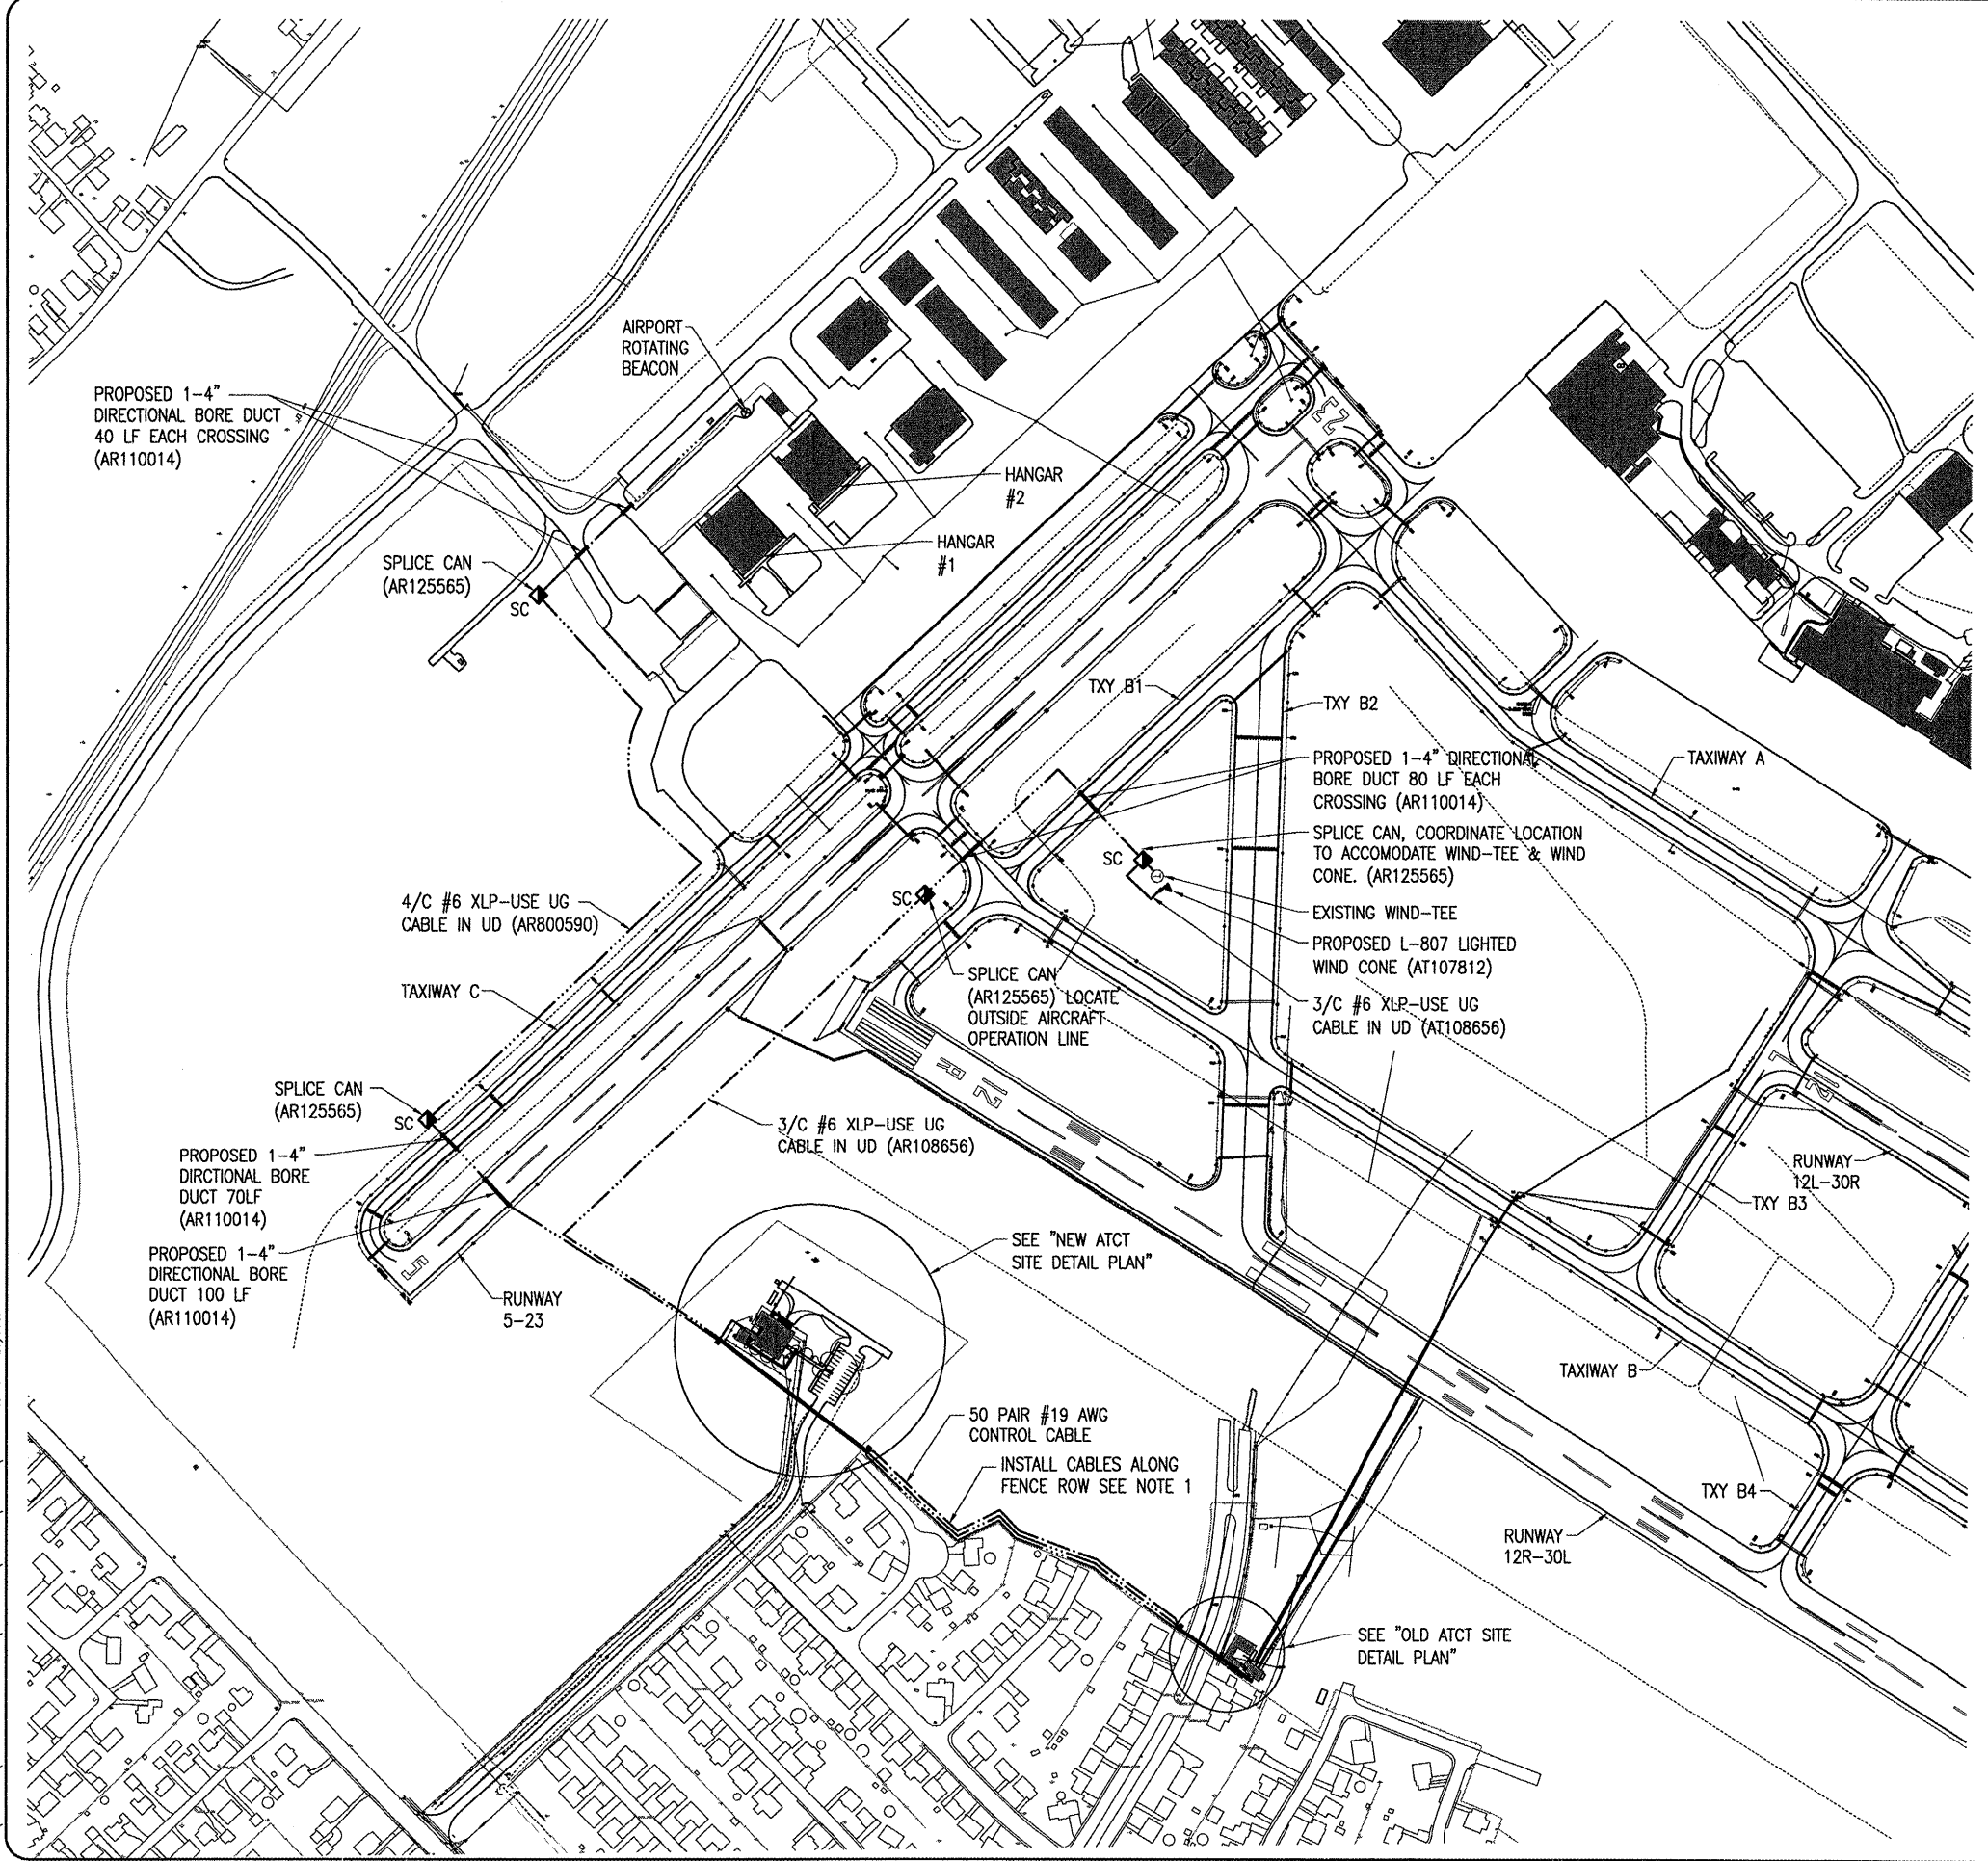 AIRPORT
ROTATING
BEACON
PROPOSED 1-4"
DIRECTIONAL BORE DUCT
40 LF EACH CROSSING
(AR110014)
HANGAR
#2
HANGAR
#1
SPLICE CAN
(AR125565)
SC
23
TXY B1
TXY B2
TAXIWAY A
PROPOSED 1-4" DIRECTIONAL
BORE DUCT 80 LF EACH
CROSSING (AR110014)
SPLICE CAN, COORDINATE LOCATION
TO ACCOMODATE WIND-TEE & WIND
CONE. (AR125565)
SC
EXISTING WIND-TEE
PROPOSED L-807 LIGHTED
WIND CONE (AT107812)
3/C #6 XLP-USE UG
CABLE IN UD (AT108656)
4/C #6 XLP-USE UG
CABLE IN UD (AR800590)
SC
SPLICE CAN
(AR125565) LOCATE
OUTSIDE AIRCRAFT
OPERATION LINE
TAXIWAY C
12R
12L
SPLICE CAN
(AR125565)
SC
3/C #6 XLP-USE UG
CABLE IN UD (AR108656)
PROPOSED 1-4"
DIRCTIONAL BORE
DUCT 70LF
(AR110014)
RUNWAY
12L-30R
TXY B3
PROPOSED 1-4"
DIRECTIONAL BORE
DUCT 100 LF
(AR110014)
5
RUNWAY
5-23
SEE "NEW ATCT
SITE DETAIL PLAN"
TAXIWAY B
50 PAIR #19 AWG
CONTROL CABLE
INSTALL CABLES ALONG
FENCE ROW SEE NOTE 1
TXY B4
RUNWAY
12R-30L
SEE "OLD ATCT SITE
DETAIL PLAN"